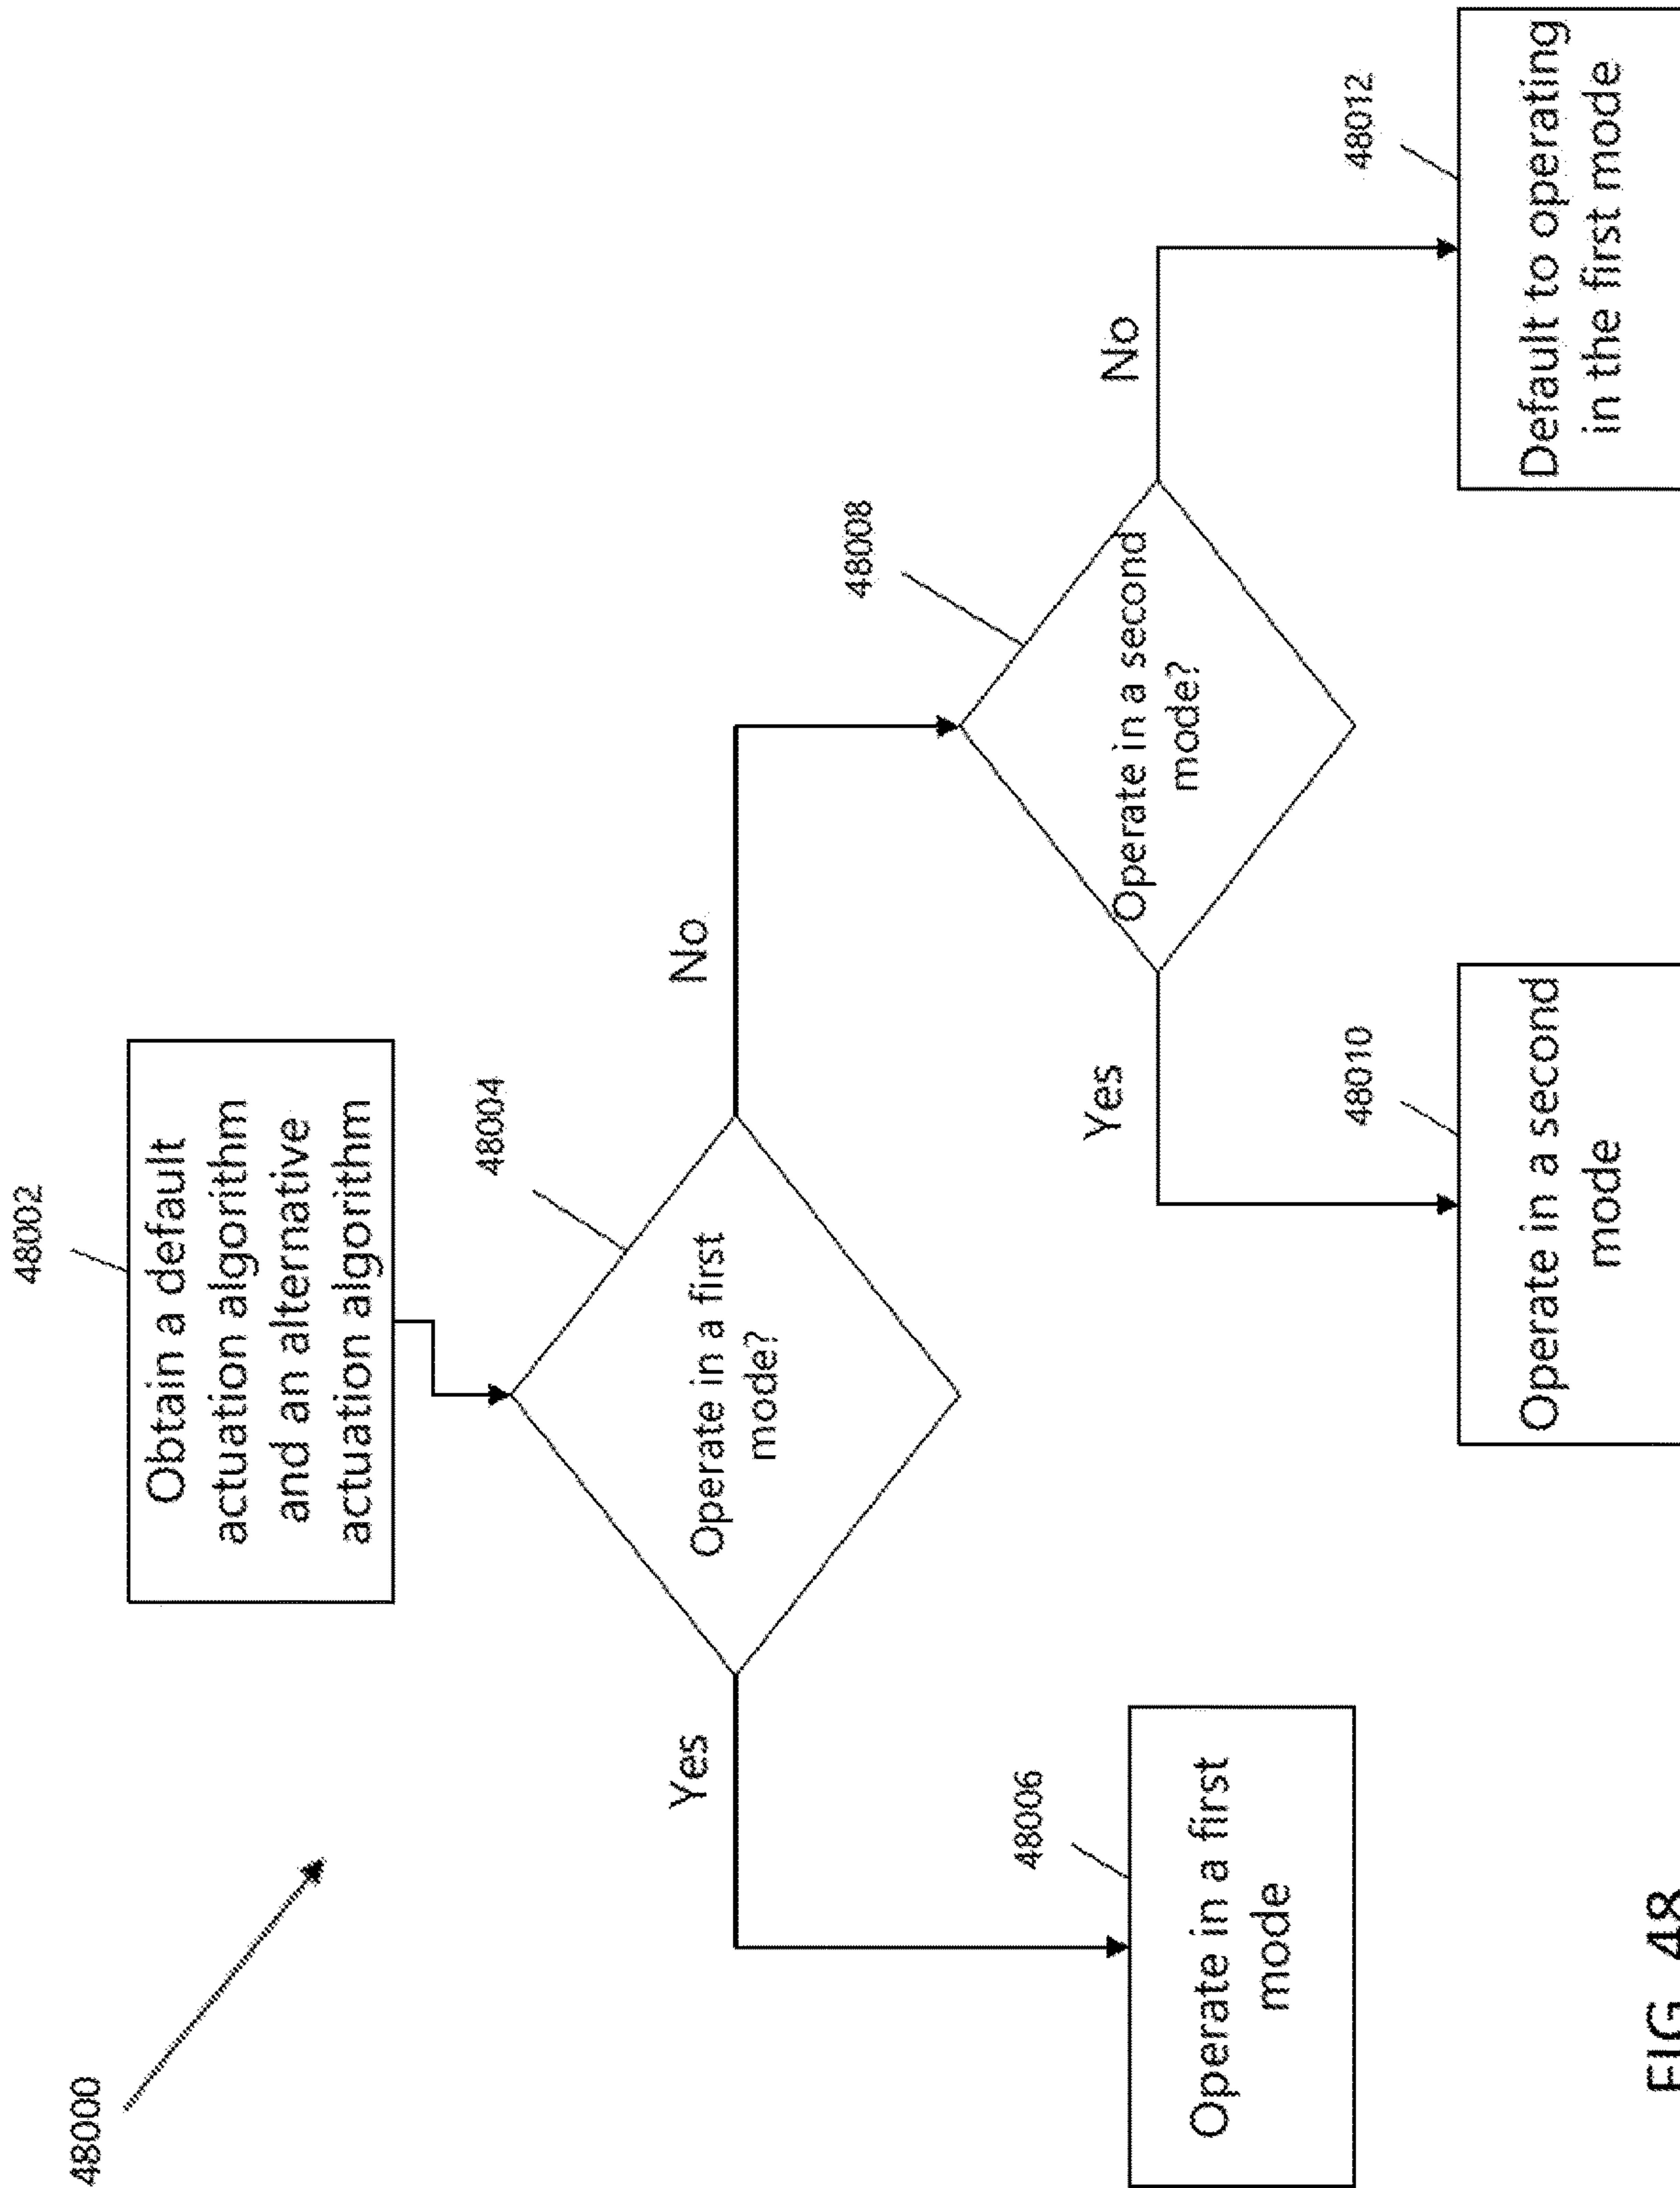 48000
48002
Obtain a default
actuation algorithm
and an alternative
actuation algorithm
48004
Operate in a first
mode?
Yes
No
48006
Operate in a first
mode
48008
Operate in a second
mode?
Yes
No
48010
Operate in a second
mode
48012
Default to operating
in the first mode
FIG. 48